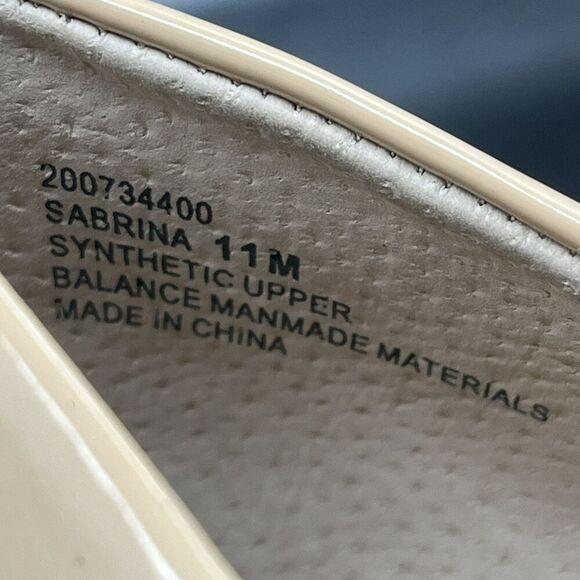 200734400
SABRINA 11M
SYNTHETIC UPPER
BALANCE MANMADE MATERIALS
MADE IN CHINA